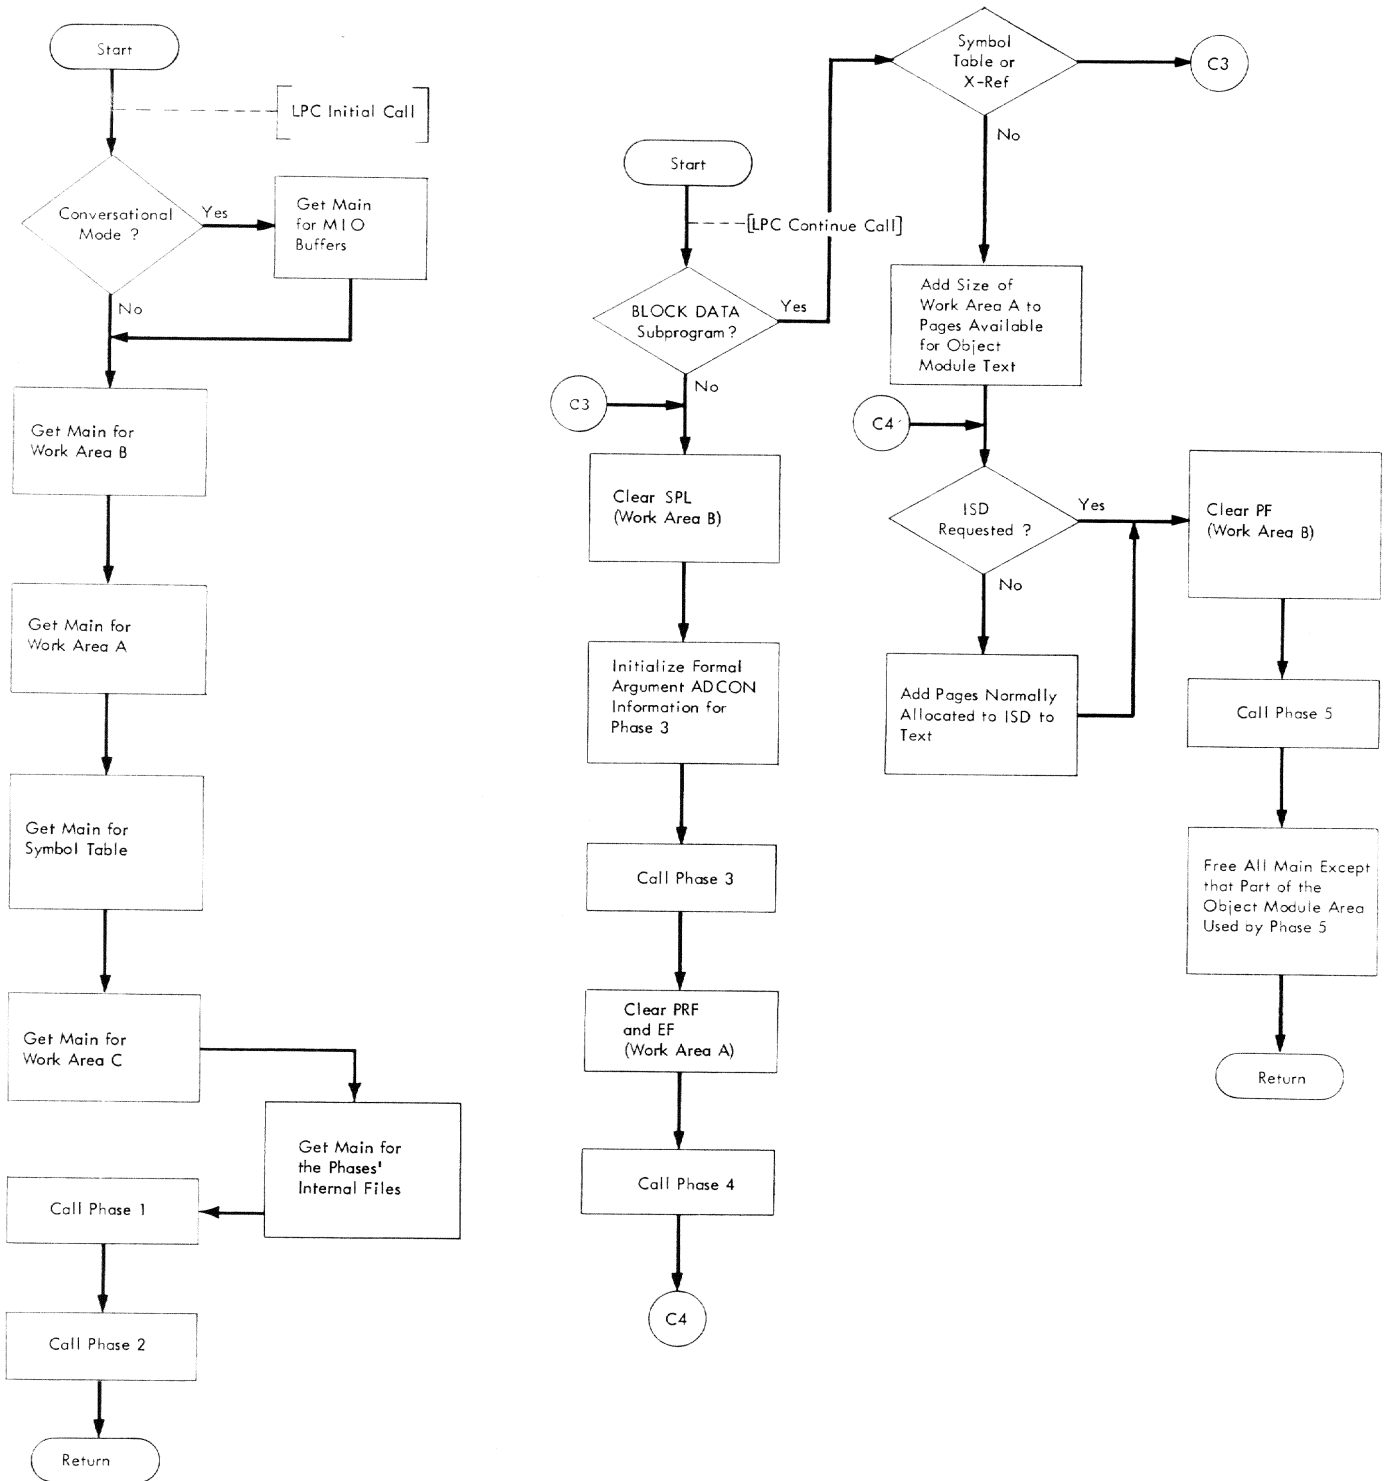 Start
LPC Initial Call
Conversational
Mode ?
Yes
Get Main
for MIO
Buffers
No
Get Main for
Work Area B
Get Main for
Work Area A
Get Main for
Symbol Table
Get Main for
Work Area C
Get Main for
the Phases'
Internal Files
Call Phase 1
Call Phase 2
Return
Start
[LPC Continue Call]
BLOCK DATA
Subprogram ?
Yes
No
C3
Clear SPL
(Work Area B)
Initialize Formal
Argument ADCON
Information for
Phase 3
Call Phase 3
Clear PRF
and EF
(Work Area A)
Call Phase 4
C4
Symbol
Table or
X-Ref
C3
No
Add Size of
Work Area A to
Pages Available
for Object
Module Text
C4
ISD
Requested ?
Yes
No
Add Pages Normally
Allocated to ISD to
Text
Clear PF
(Work Area B)
Call Phase 5
Free All Main Except
that Part of the
Object Module Area
Used by Phase 5
Return